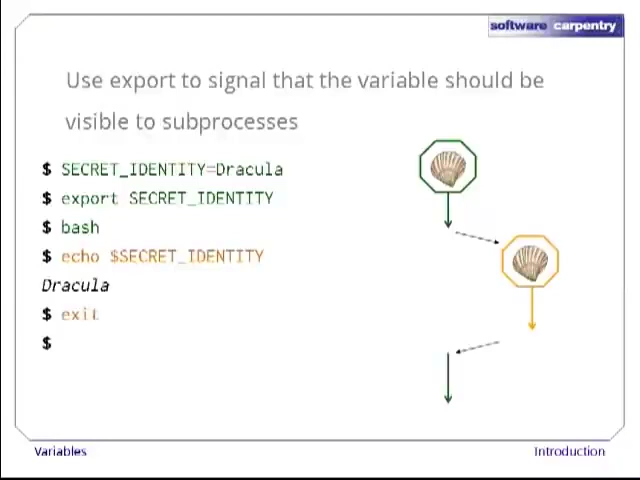 software carpentry
Use export to signal that the variable should be
visible to subprocesses
$ SECRET_IDENTITY=Dracula
$ export SECRET_IDENTITY
$ bash
$ echo $SECRET_IDENTITY
Dracula
$ exit
$
Variables
Introduction